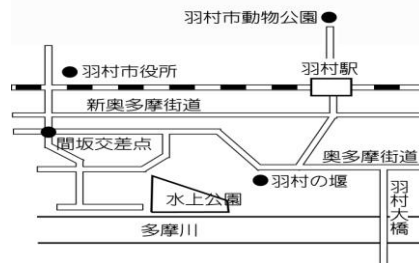 羽村市動物公園
羽村市役所
羽村駅
新奥多摩街道
間坂交差点
奥多摩街道
羽村の堰
水上公園
羽村大橋
多摩川